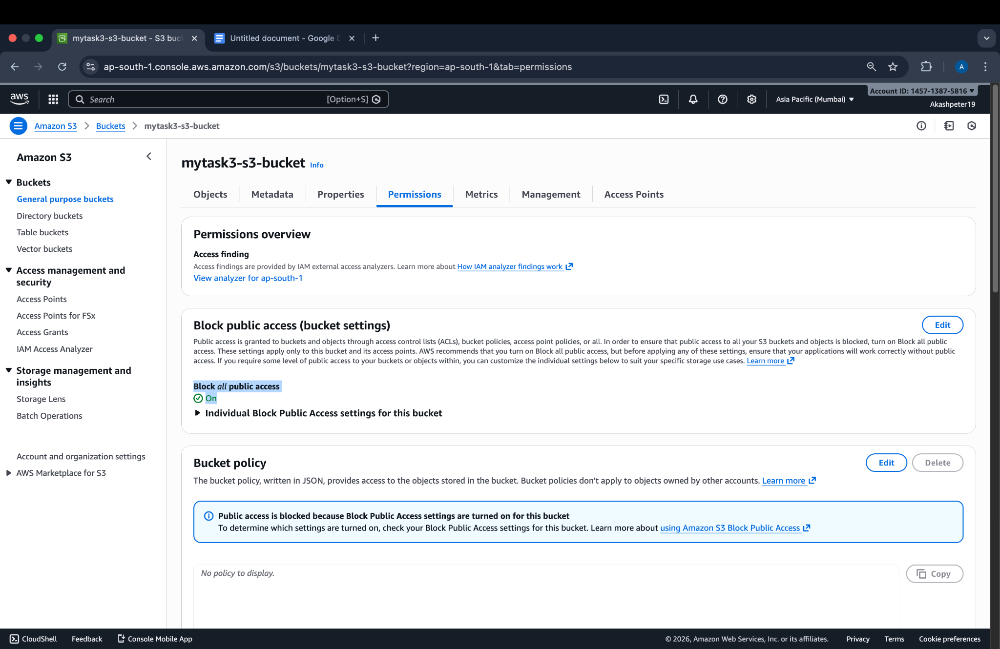 mytask3-s3-bucket - S3 buc
Untitled document - Google D
ap-south-1.console.aws.amazon.com/s3/buckets/mytask3-s3-bucket?region=ap-south-1&tab=permissions
A
aws
Search
[Option+S]
Asia Pacific (Mumbai)
Account ID: 1457-1387-5816
Akashpeter19
Amazon S3
Buckets
mytask3-s3-bucket
Amazon S3
Buckets
General purpose buckets
Directory buckets
Table buckets
Vector buckets
Access management and
security
Access Points
Access Points for FSx
Access Grants
IAM Access Analyzer
Storage management and
insights
Storage Lens
Batch Operations
Account and organization settings
AWS Marketplace for S3
mytask3-s3-bucket Info
Objects
Metadata
Properties
Permissions
Metrics
Management
Access Points
Permissions overview
Access finding
Access findings are provided by IAM external access analyzers. Learn more about How IAM analyzer findings work
View analyzer for ap-south-1
Block public access (bucket settings)
Edit
Public access is granted to buckets and objects through access control lists (ACLs), bucket policies, access point policies, or all. In order to ensure that public access to all your S3 buckets and objects is blocked, turn on Block all public
access. These settings apply only to this bucket and its access points. AWS recommends that you turn on Block all public access, but before applying any of these settings, ensure that your applications will work correctly without public
access. If you require some level of public access to your buckets or objects within, you can customize the individual settings below to suit your specific storage use cases. Learn more
Block all public access
On
Individual Block Public Access settings for this bucket
Bucket policy
Edit
Delete
The bucket policy, written in JSON, provides access to the objects stored in the bucket. Bucket policies don't apply to objects owned by other accounts. Learn more
Public access is blocked because Block Public Access settings are turned on for this bucket
To determine which settings are turned on, check your Block Public Access settings for this bucket. Learn more about using Amazon S3 Block Public Access
No policy to display.
Copy
CloudShell
Feedback
Console Mobile App
© 2026, Amazon Web Services, Inc. or its affiliates.
Privacy
Terms
Cookie preferences